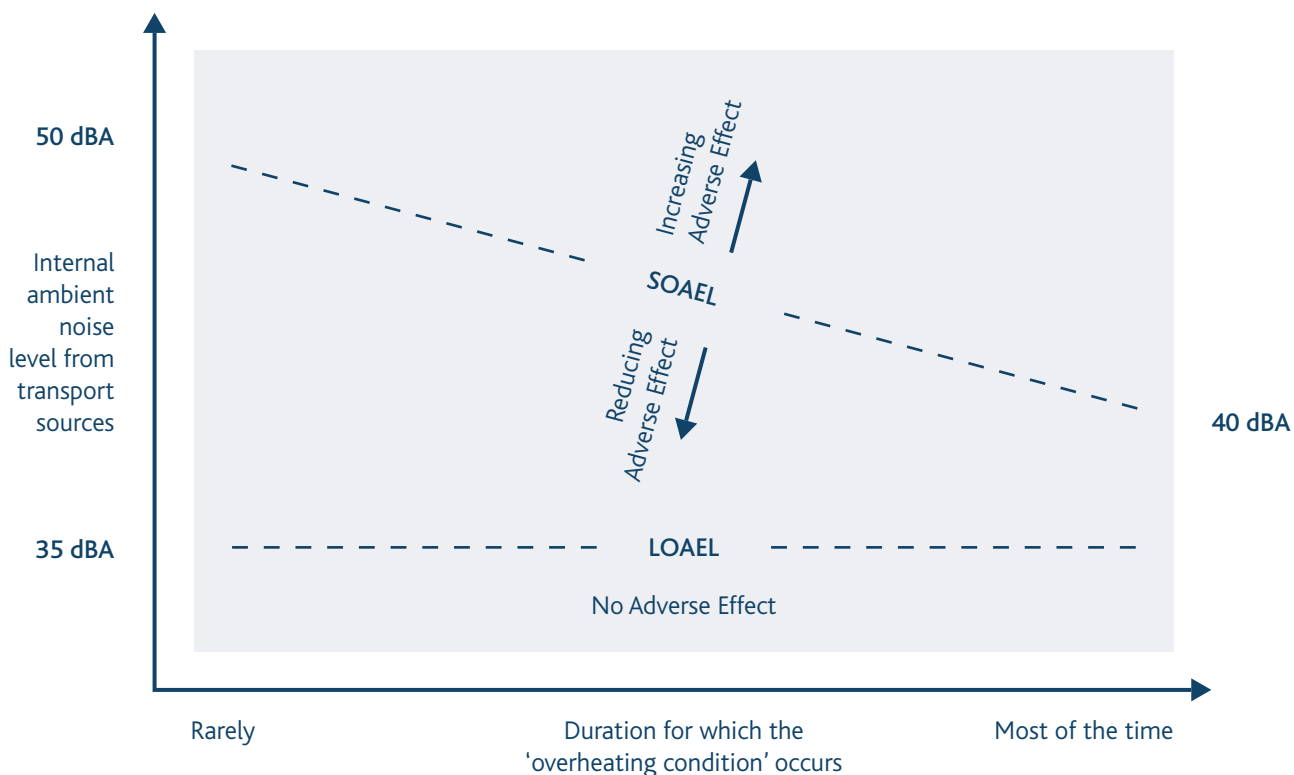 50 dBA
Internal
ambient
noise
level from
transport
sources
35 dBA
Increasing
Adverse Effect
SOAEL
Reducing
Adverse Effect
40 dBA
LOAEL
No Adverse Effect
Rarely
Duration for which the
‘overheating condition’ occurs
Most of the time